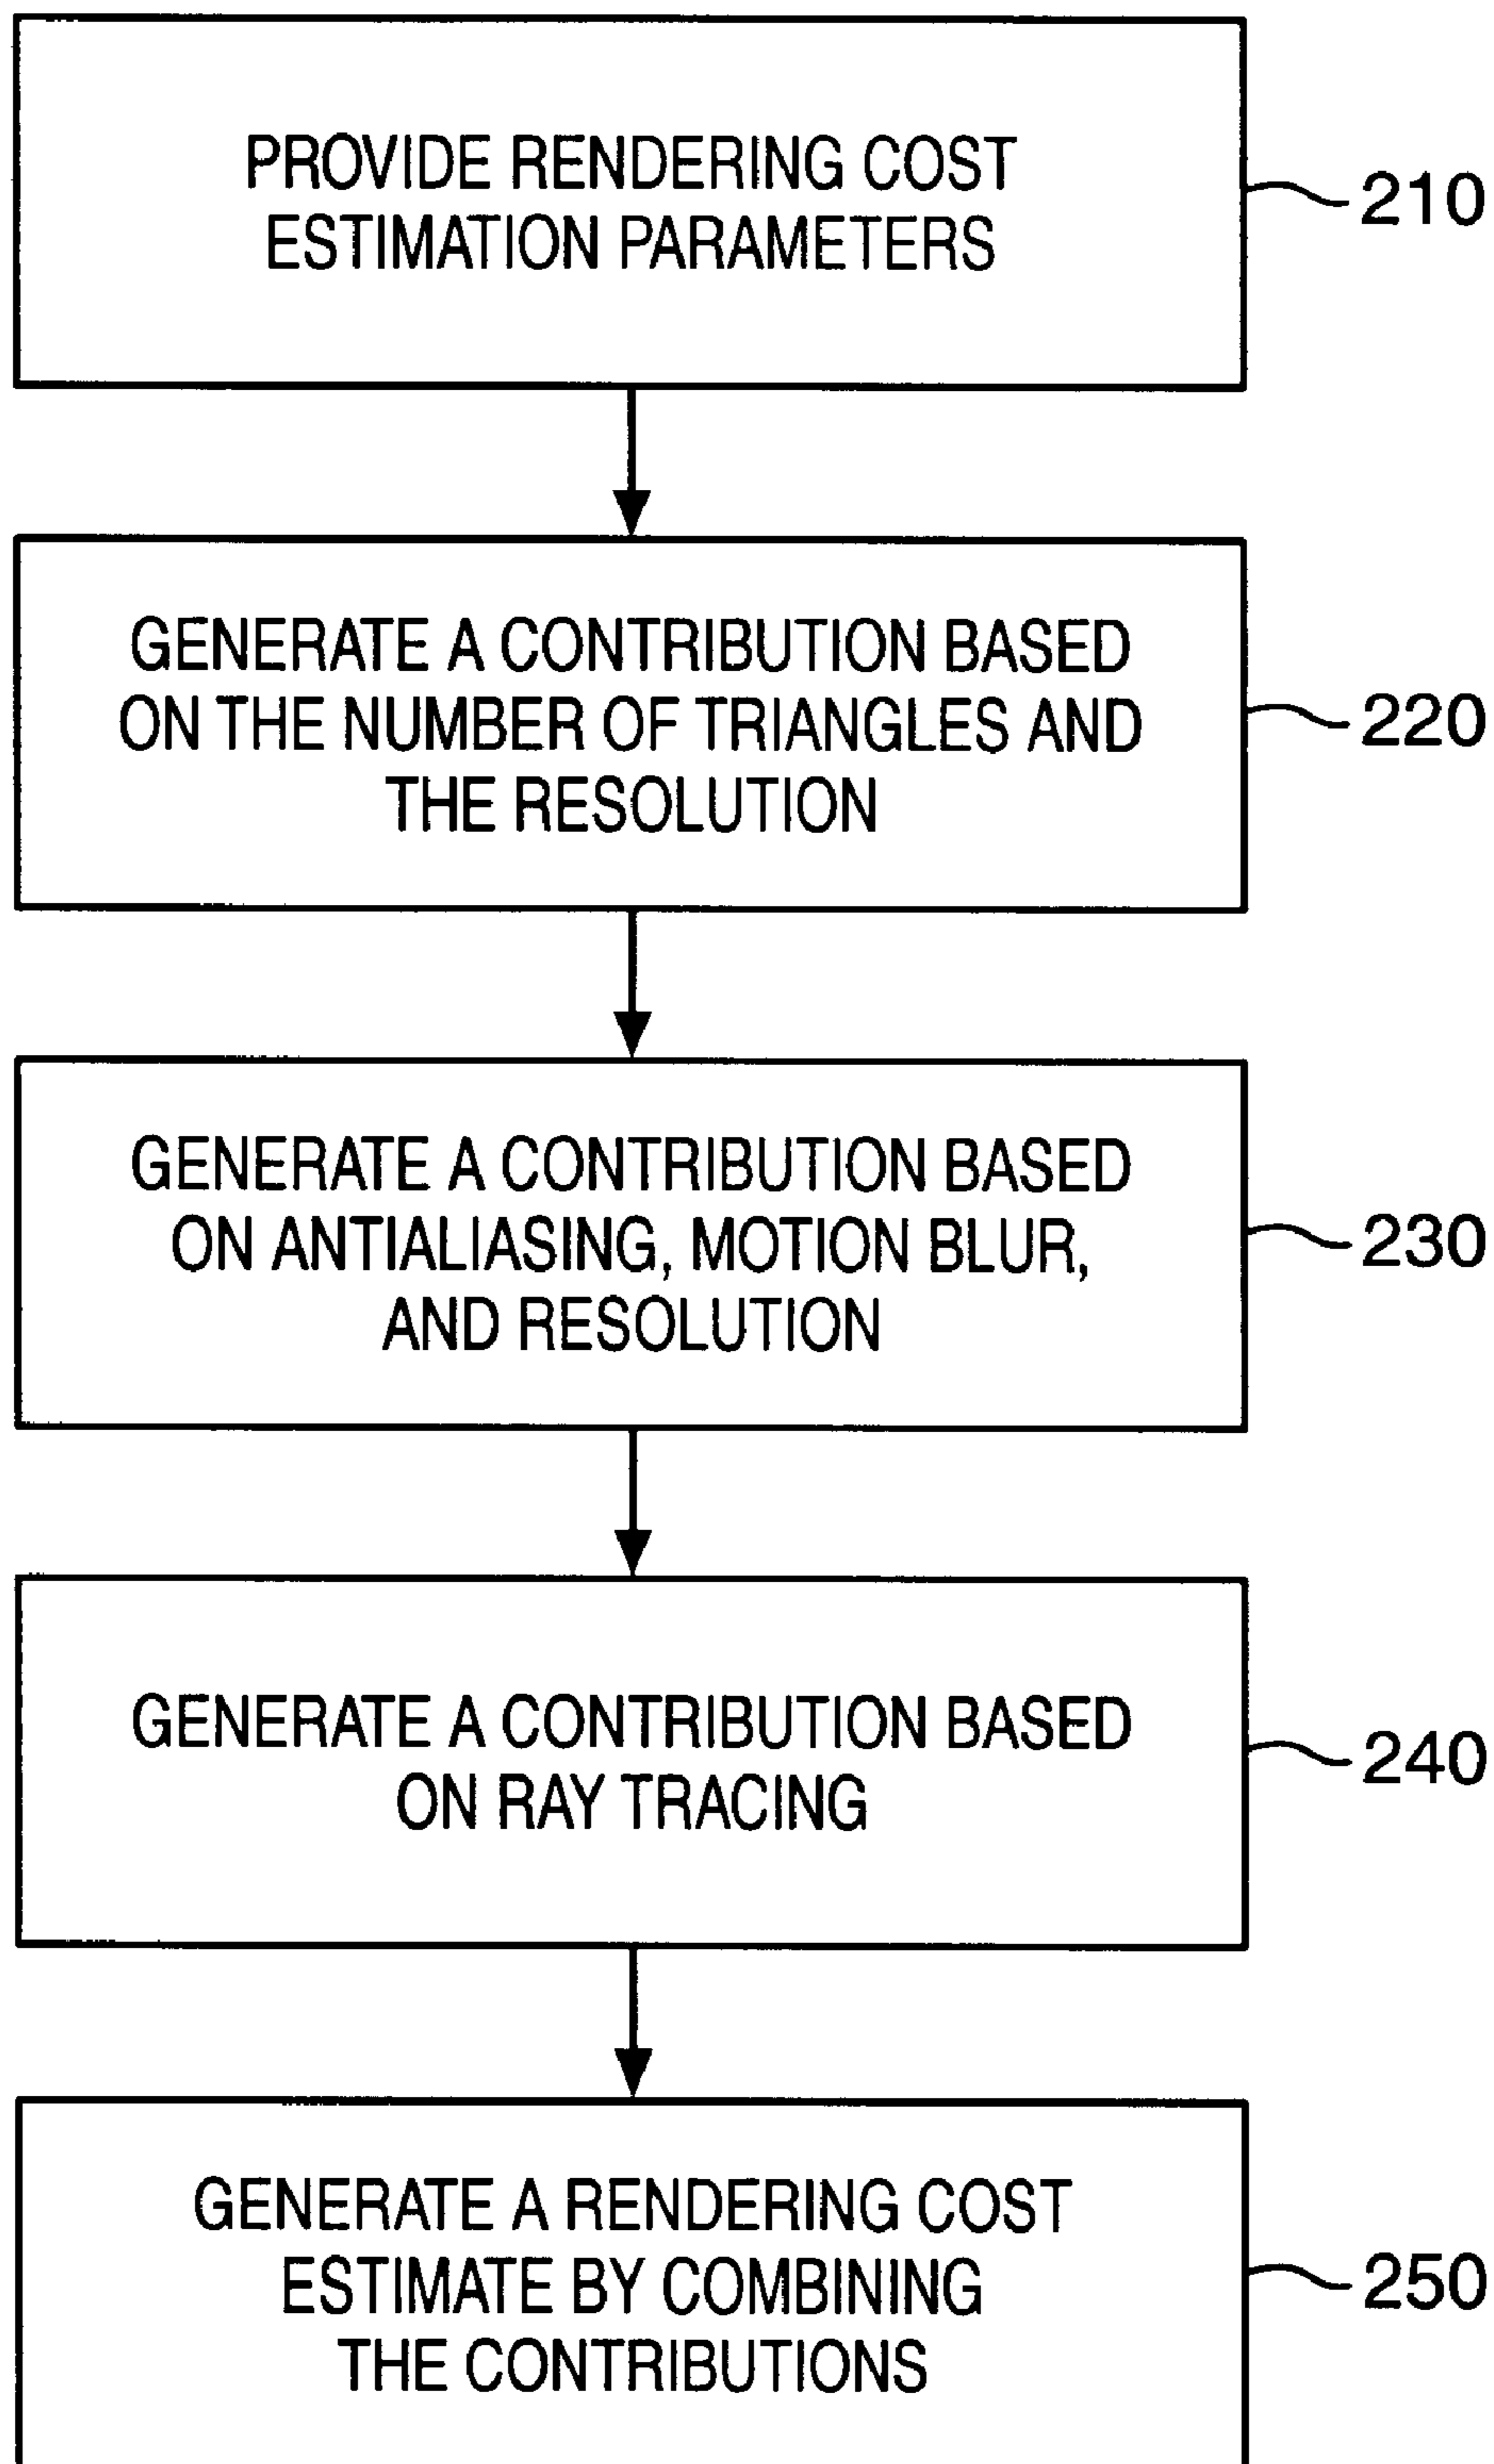 PROVIDE RENDERING COST
ESTIMATION PARAMETERS
210
GENERATE A CONTRIBUTION BASED
ON THE NUMBER OF TRIANGLES AND
THE RESOLUTION
220
GENERATE A CONTRIBUTION BASED
ON ANTIALIASING, MOTION BLUR,
AND RESOLUTION
230
GENERATE A CONTRIBUTION BASED
ON RAY TRACING
240
GENERATE A RENDERING COST
ESTIMATE BY COMBINING
THE CONTRIBUTIONS
250